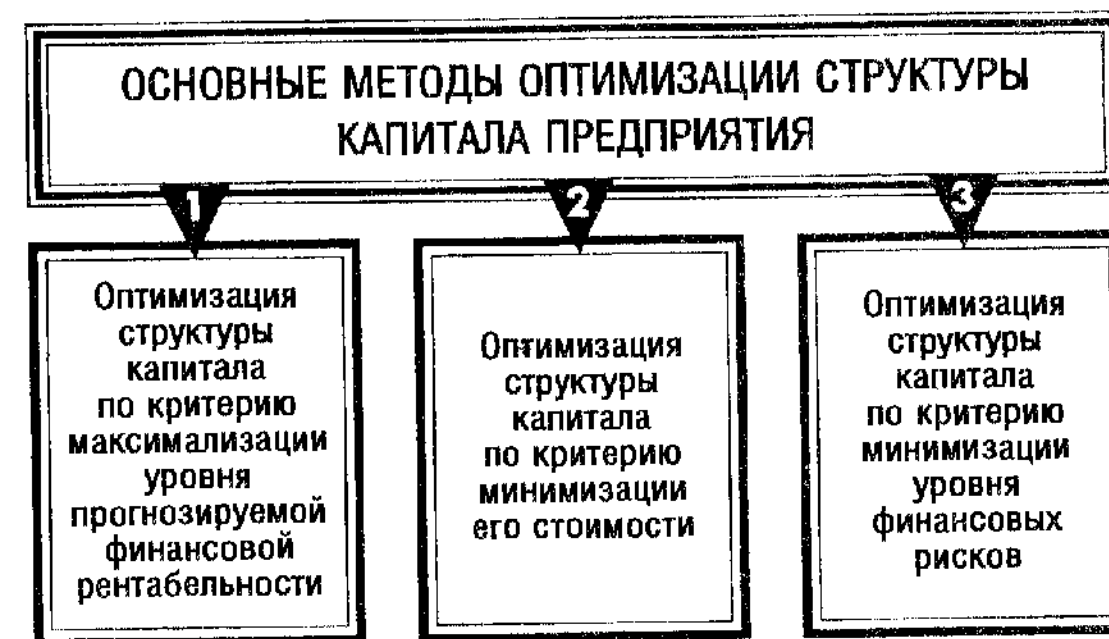 ОСНОВНЫЕ МЕТОДЫ ОПТИМИЗАЦИИ СТРУКТУРЫ
КАПИТАЛА ПРЕДПРИЯТИЯ
1
2
3
Оптимизация
структуры
капитала
по критерию
максимализации
уровня
прогнозируемой
финансовой
рентабельности
Оптимизация
структуры
капитала
по критерию
минимизации
его стоимости
Оптимизация
структуры
капитала
по критерию
минимизации
уровня
финансовых
рисков